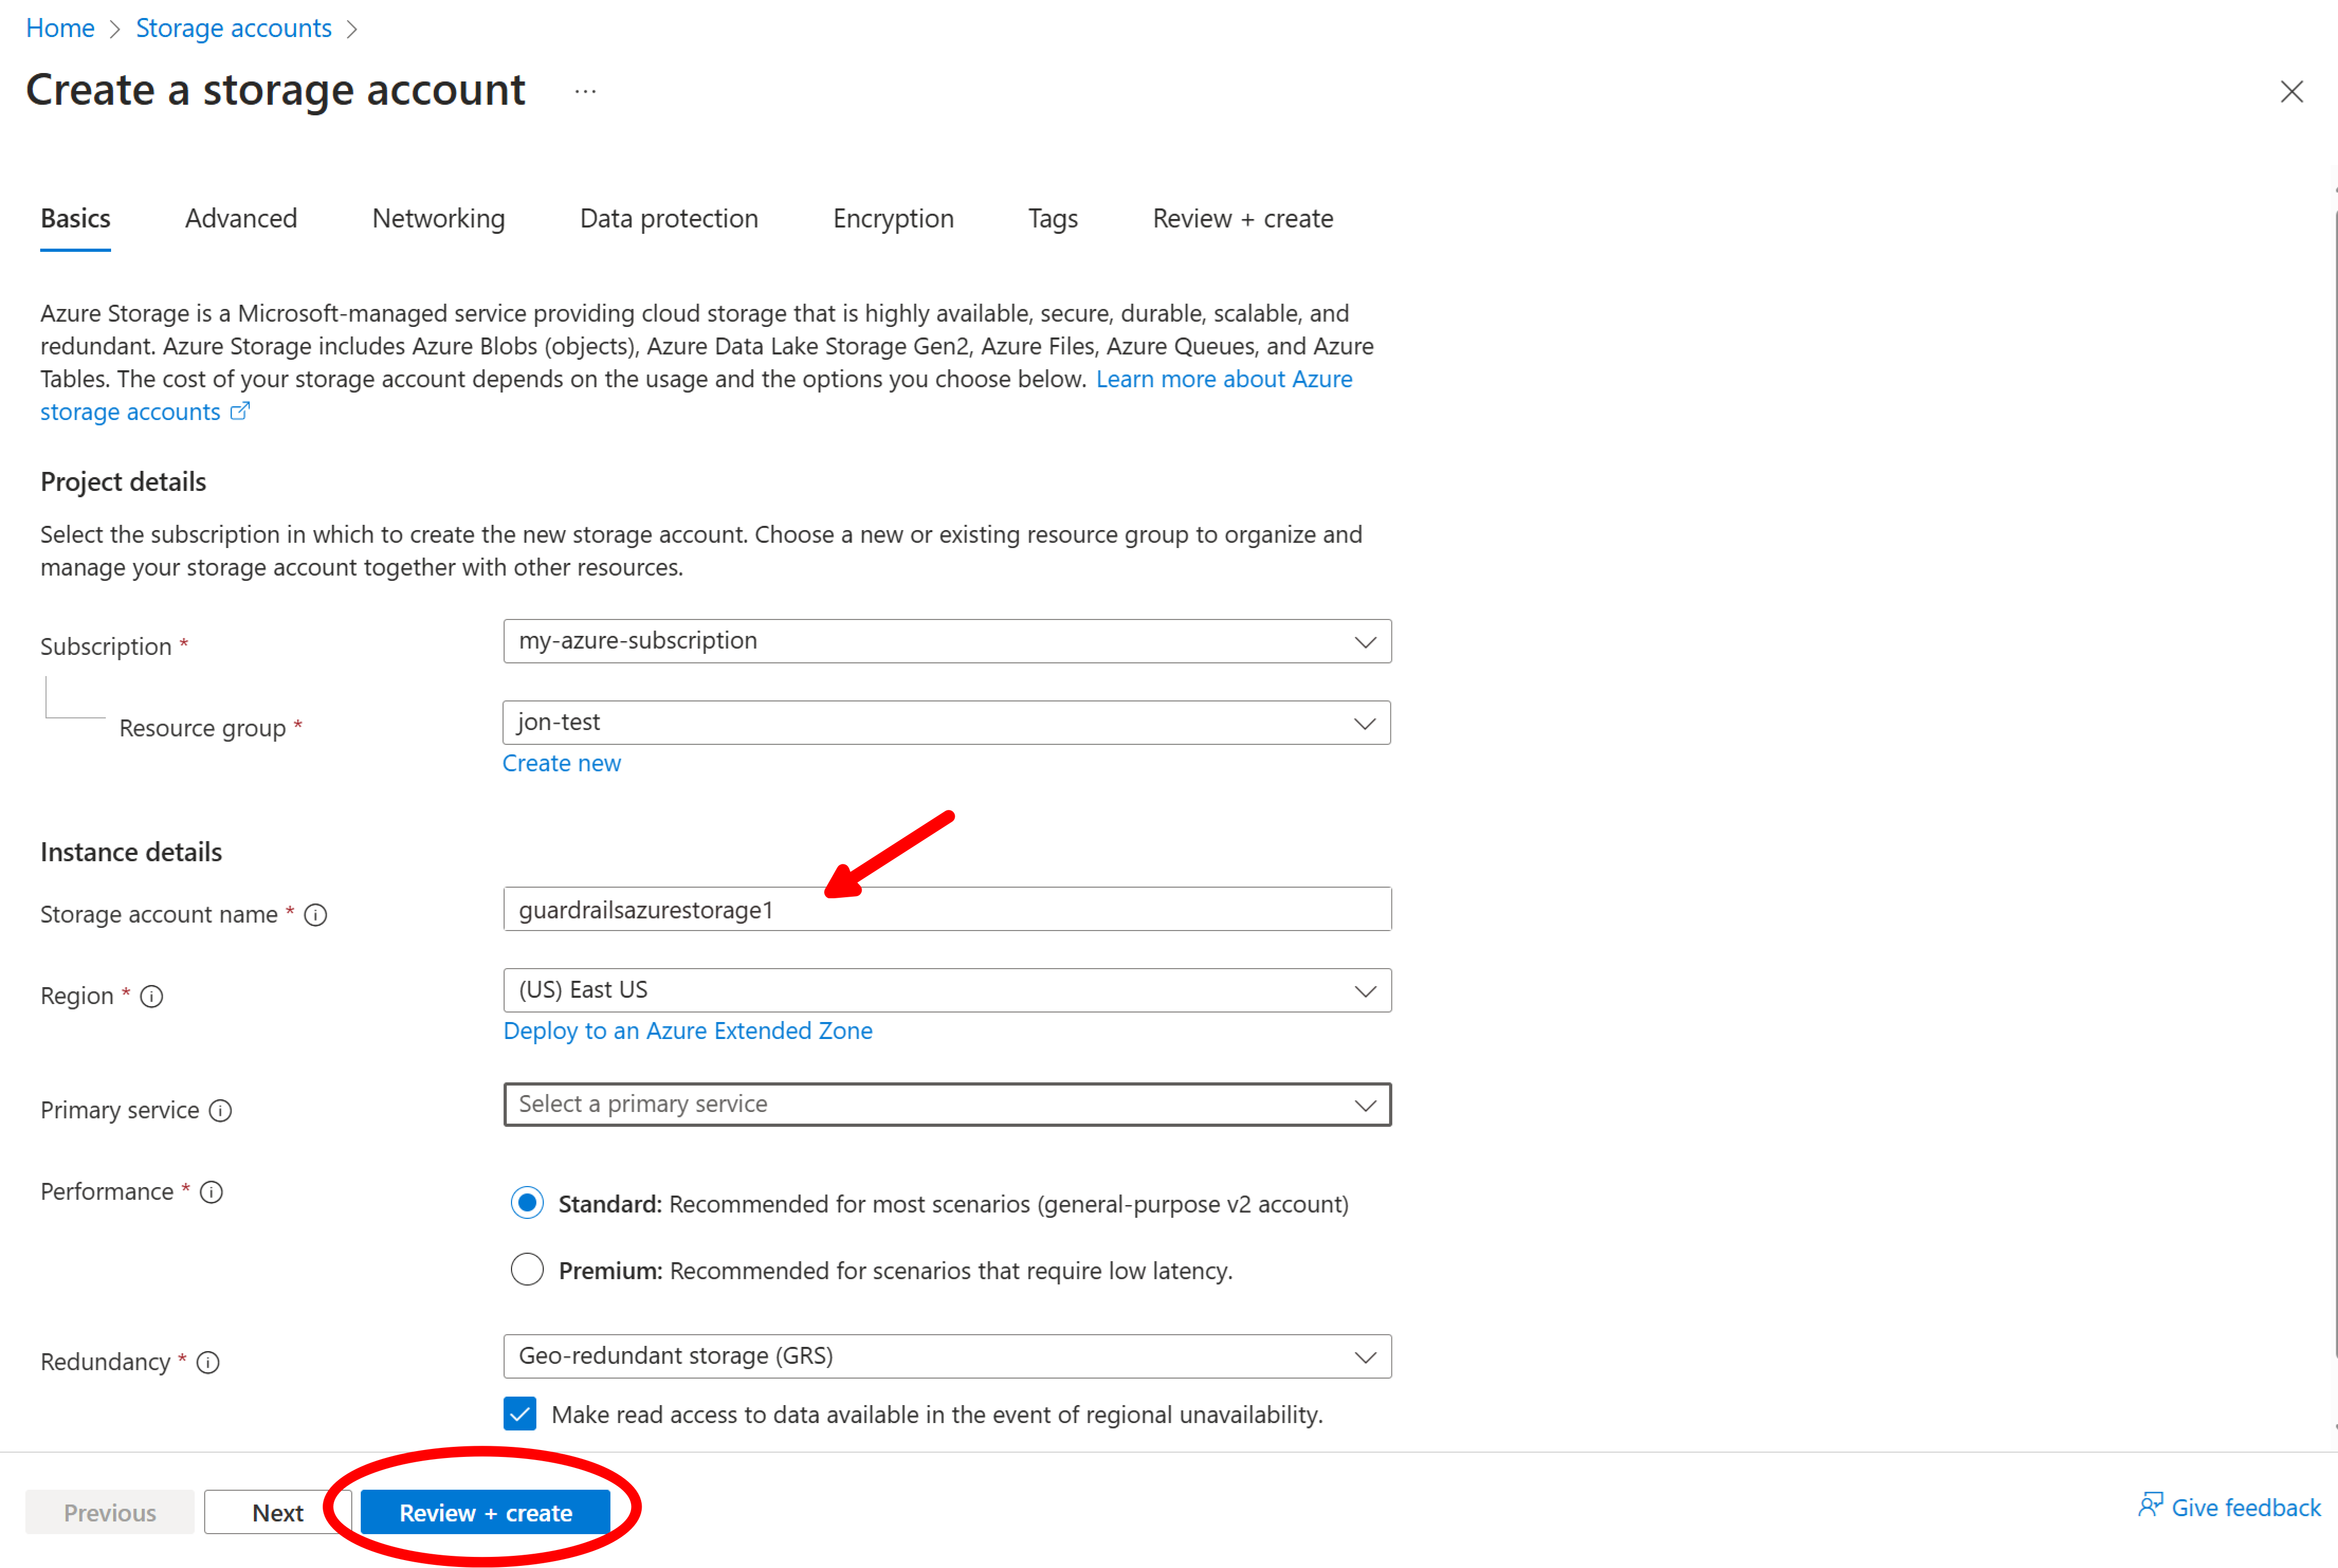 Home > Storage accounts >
Create a storage account ...
Basics Advanced Networking Data protection Encryption Tags Review + create
Azure Storage is a Microsoft-managed service providing cloud storage that is highly available, secure, durable, scalable, and
redundant. Azure Storage includes Azure Blobs (objects), Azure Data Lake Storage Gen2, Azure Files, Azure Queues, and Azure
Tables. The cost of your storage account depends on the usage and the options you choose below. Learn more about Azure
storage accounts
Project details
Select the subscription in which to create the new storage account. Choose a new or existing resource group to organize and
manage your storage account together with other resources.
Subscription * my-azure-subscription
Resource group * jon-test
Create new
Instance details
Storage account name * guardrailsazurestorage1
Region * (US) East US
Deploy to an Azure Extended Zone
Primary service Select a primary service
Performance * Standard: Recommended for most scenarios (general-purpose v2 account)
Premium: Recommended for scenarios that require low latency.
Redundancy * Geo-redundant storage (GRS)
Make read access to data available in the event of regional unavailability.
Previous Next Review + create Give feedback